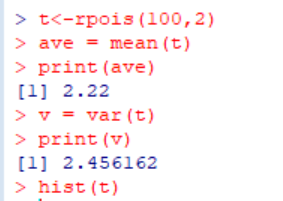 > t<-rpois(100,2)
> ave = mean(t)
> print(ave)
[1] 2.22
> v = var(t)
> print(v)
[1] 2.456162
> hist(t)